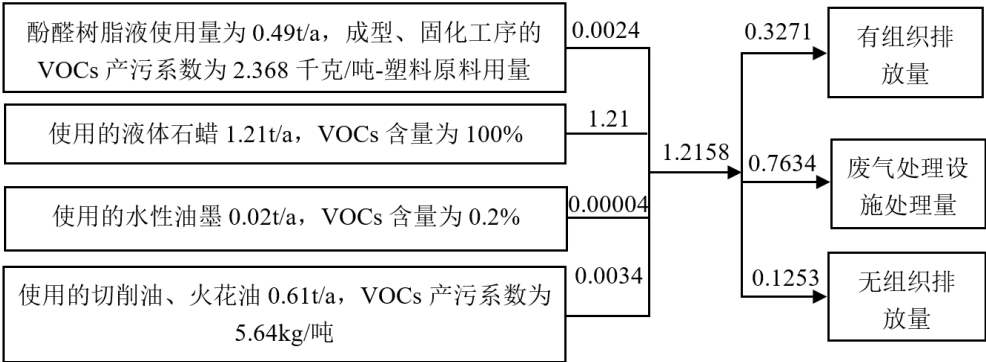 酚醛树脂液使用量为 0.49t/a，成型、固化工序的
VOCs 产污系数为 2.368 千克/吨-塑料原料用量
0.0024
使用的液体石蜡 1.21t/a，VOCs 含量为 100%
1.21
使用的水性油墨 0.02t/a，VOCs 含量为 0.2%
0.00004
使用的切削油、火花油 0.61t/a，VOCs 产污系数为
5.64kg/吨
0.0034
1.2158
0.3271
有组织排
放量
0.7634
废气处理设
施处理量
0.1253
无组织排
放量